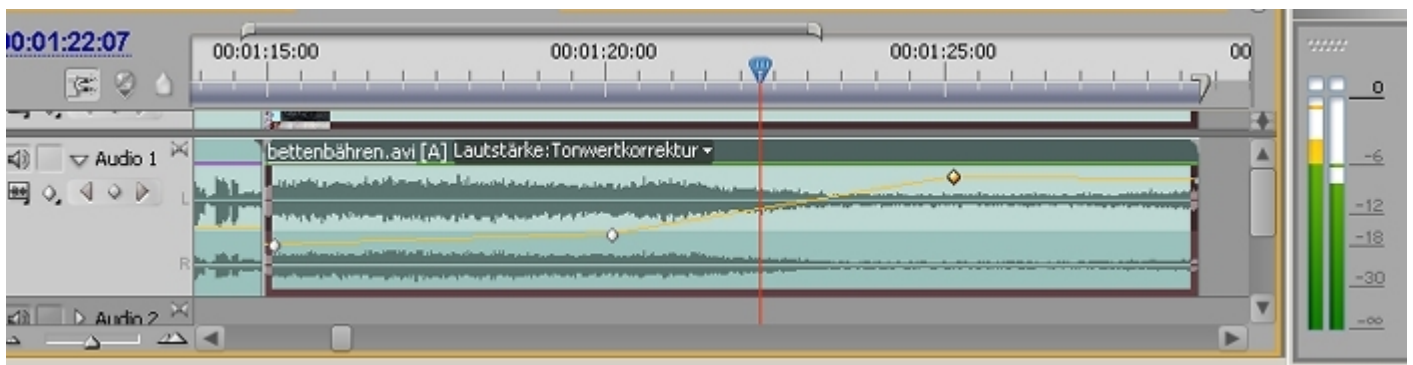 0:01:22:07
00:01:15:00 00:01:20:00 00:01:25:00 00
Audio 1
bettenbähren.avi [A] Lautstärke:Tonwertkorrektur
L
R
Audio 2
0
-6
-12
-18
-30
-∞